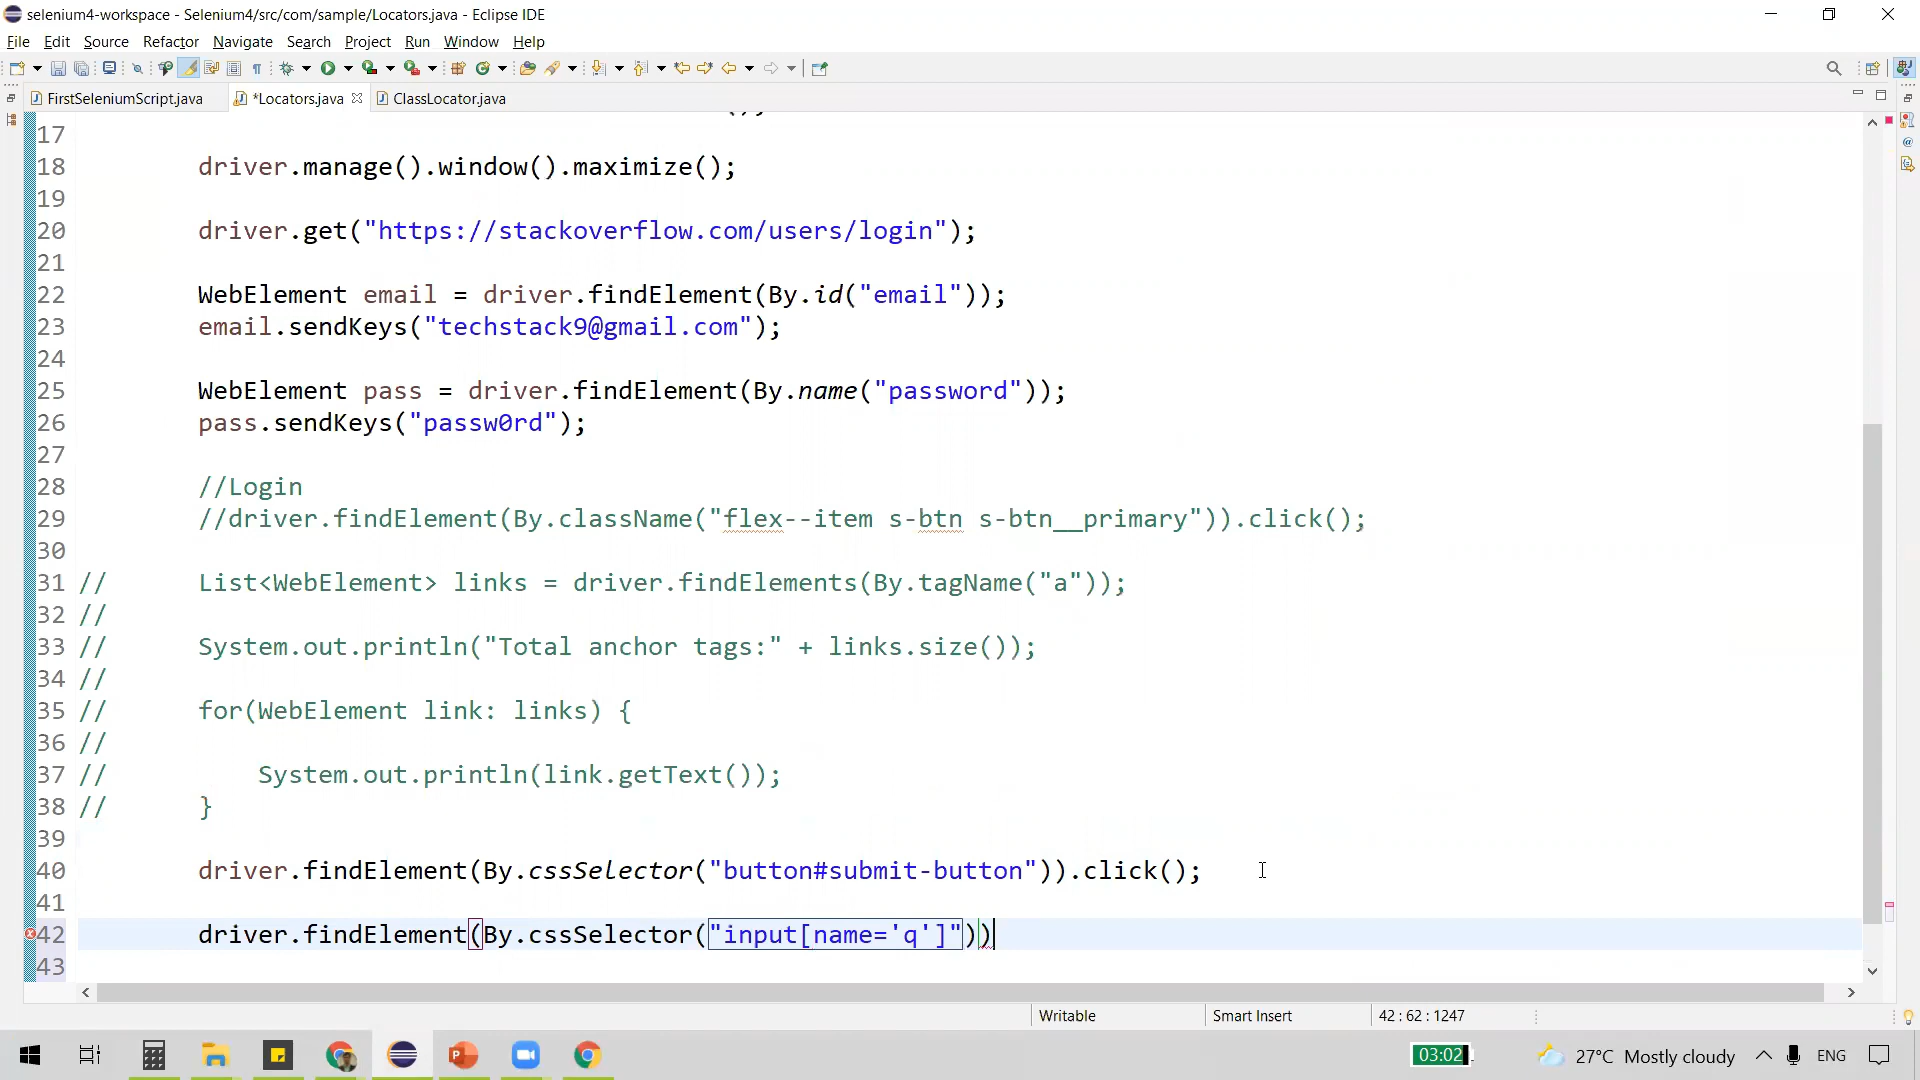 selenium4-workspace - Selenium4/src/com/sample/Locators.java - Eclipse IDE
File Edit Source Refactor Navigate Search Project Run Window Help
FirstSeleniumScript.java *Locators.java ClassLocator.java
17
18 driver.manage().window().maximize();
19
20 driver.get("https://stackoverflow.com/users/login");
21
22 WebElement email = driver.findElement(By.id("email"));
23 email.sendKeys("techstack9@gmail.com");
24
25 WebElement pass = driver.findElement(By.name("password"));
26 pass.sendKeys("passw0rd");
27
28 //Login
29 //driver.findElement(By.className("flex--item s-btn s-btn__primary")).click();
30
31 // List<WebElement> links = driver.findElements(By.tagName("a"));
32 //
33 // System.out.println("Total anchor tags:" + links.size());
34 //
35 // for(WebElement link: links) {
36 //
37 // System.out.println(link.getText());
38 // }
39
40 driver.findElement(By.cssSelector("button#submit-button")).click();
41
42 driver.findElement(By.cssSelector("input[name='q']"))
43
Writable Smart Insert 42 : 62 : 1247
03:02 27°C Mostly cloudy ENG